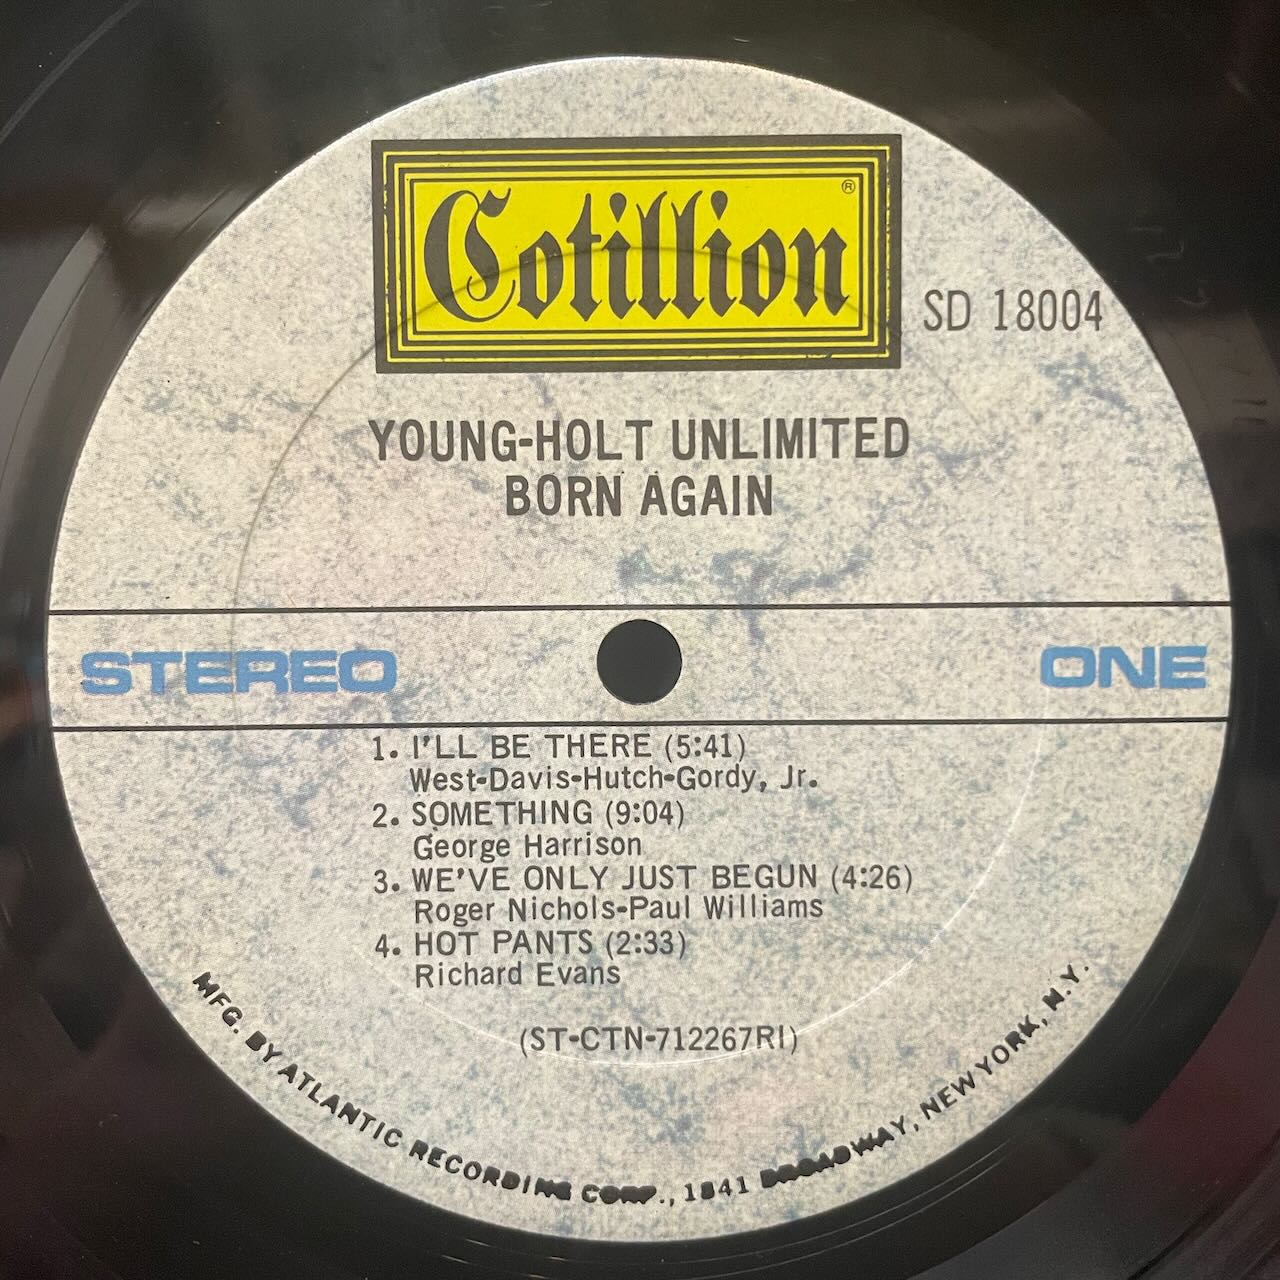 Cotillion®
SD 18004
YOUNG-HOLT UNLIMITED
BORN AGAIN
STEREO
ONE
1. I'LL BE THERE (5:41)
West-Davis-Hutch-Gordy, Jr.
2. SOMETHING (9:04)
George Harrison
3. WE'VE ONLY JUST BEGUN (4:26)
Roger Nichols-Paul Williams
4. HOT PANTS (2:33)
Richard Evans
(ST-CTN-712267RI)
MFG. BY ATLANTIC RECORDING CORP., 1841 BROADWAY, NEW YORK, N.Y.